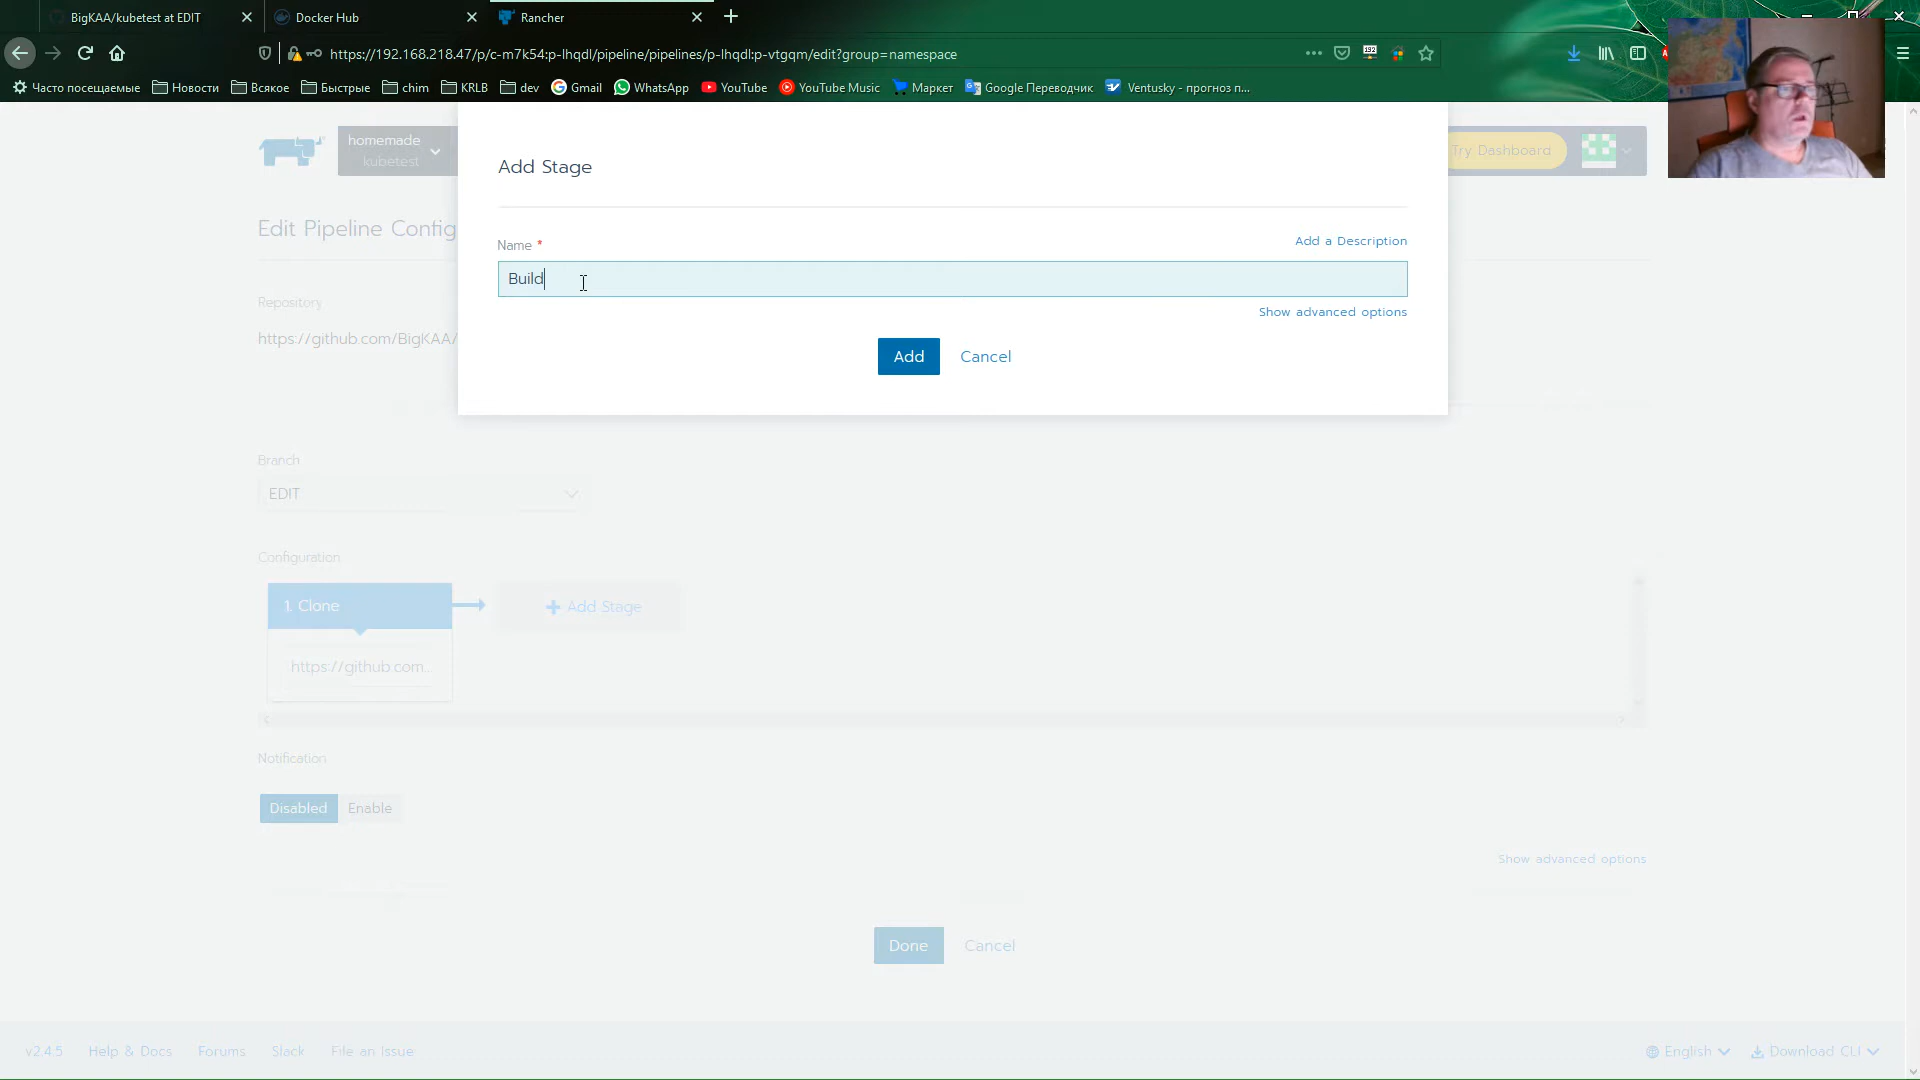 BigKAA/kubetest at EDIT
Docker Hub
Rancher
https://192.168.218.47/p/c-m7k54:p-lhqdl/pipeline/pipelines/p-lhqdl:p-vtgqm/edit?group=namespace
Часто посещаемые
Новости
Всякое
Быстрые
chim
KRLB
dev
Gmail
WhatsApp
YouTube
YouTube Music
Маркет
Google Переводчик
Ventusky - прогноз п...
homemade
kubetest
Try Dashboard
Add Stage
Edit Pipeline Config
Name *
Add a Description
Build
Repository
Show advanced options
https://github.com/BigKAA/
Add
Cancel
Branch
EDIT
Configuration
1. Clone
Add Stage
https://github.com...
Notification
Disabled
Enable
Show advanced options
Done
Cancel
v2.4.5
Help & Docs
Forums
Slack
File an Issue
English
Download CLI